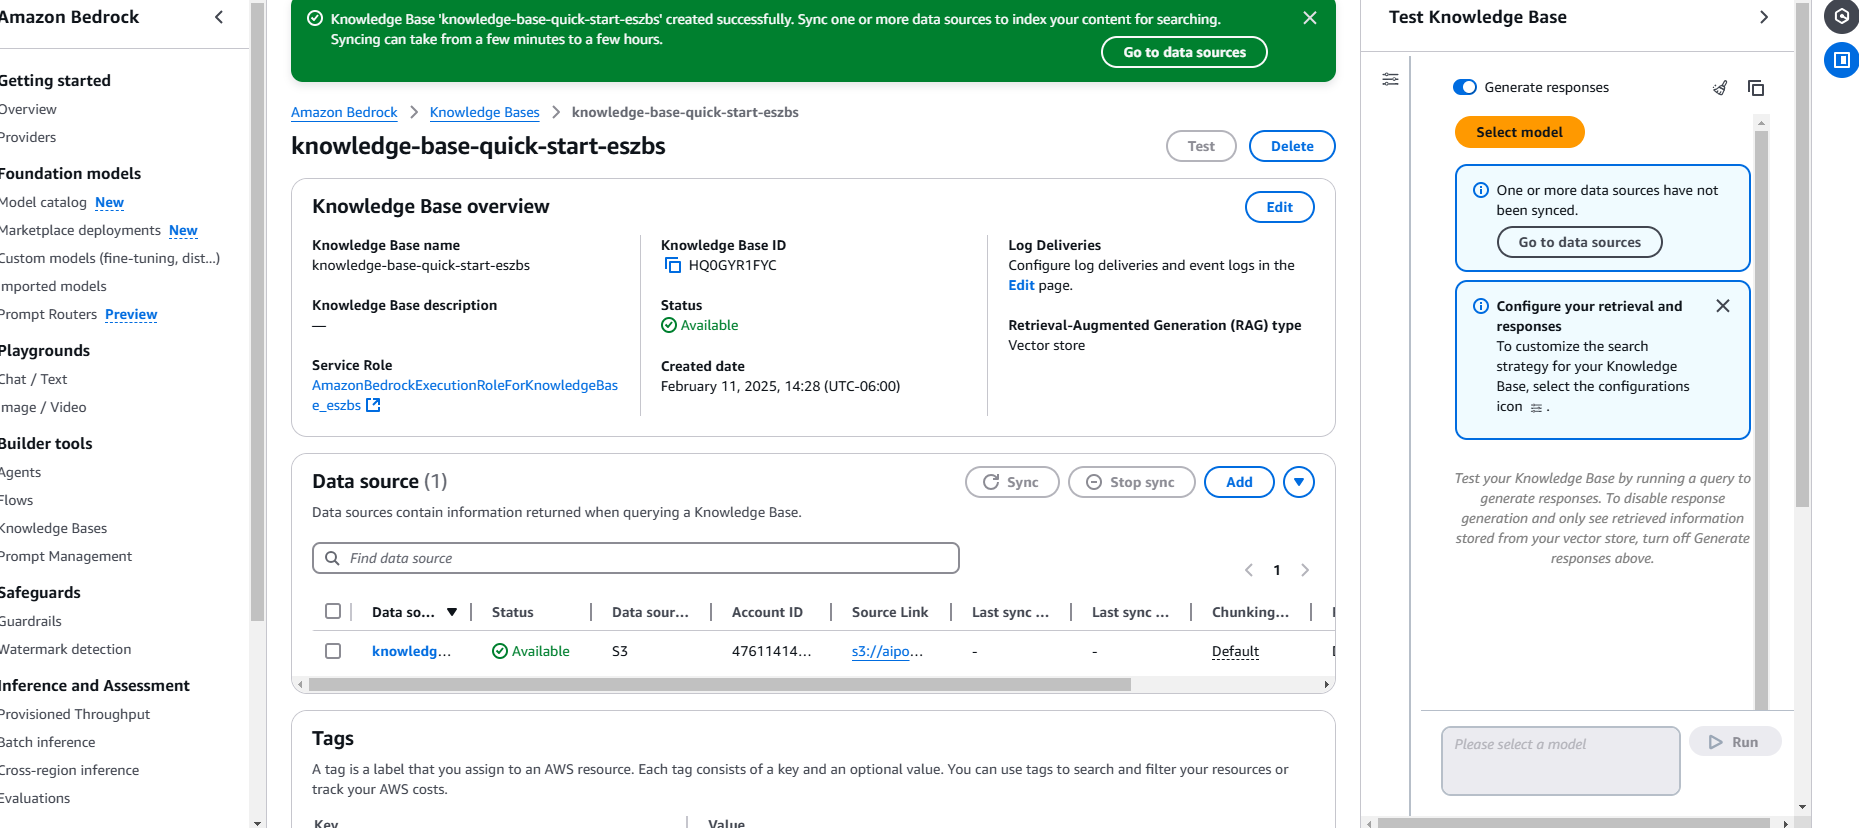 Amazon Bedrock
Getting started
Overview
Providers
Foundation models
Model catalog New
Marketplace deployments New
Custom models (fine-tuning, dist...)
Imported models
Prompt Routers Preview
Playgrounds
Chat / Text
Image / Video
Builder tools
Agents
Flows
Knowledge Bases
Prompt Management
Safeguards
Guardrails
Watermark detection
Inference and Assessment
Provisioned Throughput
Batch inference
Cross-region inference
Evaluations
Knowledge Base 'knowledge-base-quick-start-eszbs' created successfully. Sync one or more data sources to index your content for searching.
Syncing can take from a few minutes to a few hours.
Go to data sources
Amazon Bedrock > Knowledge Bases > knowledge-base-quick-start-eszbs
knowledge-base-quick-start-eszbs
Test Delete
Knowledge Base overview
Edit
Knowledge Base name
knowledge-base-quick-start-eszbs
Knowledge Base description
—
Service Role
AmazonBedrockExecutionRoleForKnowledgeBas
e_eszbs
Knowledge Base ID
HQ0GYR1FYC
Status
Available
Created date
February 11, 2025, 14:28 (UTC-06:00)
Log Deliveries
Configure log deliveries and event logs in the
Edit page.
Retrieval-Augmented Generation (RAG) type
Vector store
Data source (1)
Sync Stop sync Add
Data sources contain information returned when querying a Knowledge Base.
Find data source
1
Data so... Status Data sour... Account ID Source Link Last sync ... Last sync ... Chunking...
knowledg... Available S3 47611414... s3://aipo... - - Default
Tags
A tag is a label that you assign to an AWS resource. Each tag consists of a key and an optional value. You can use tags to search and filter your resources or
track your AWS costs.
Key Value
Test Knowledge Base
Generate responses
Select model
One or more data sources have not
been synced.
Go to data sources
Configure your retrieval and
responses
To customize the search
strategy for your Knowledge
Base, select the configurations
icon .
Test your Knowledge Base by running a query to
generate responses. To disable response
generation and only see retrieved information
stored from your vector store, turn off Generate
responses above.
Please select a model
Run